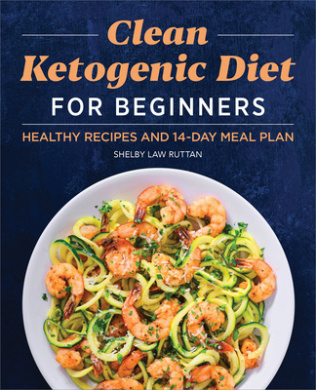 Clean
Ketogenic Diet
FOR BEGINNERS
HEALTHY RECIPES AND 14-DAY MEAL PLAN
SHELBY LAW RUTTAN